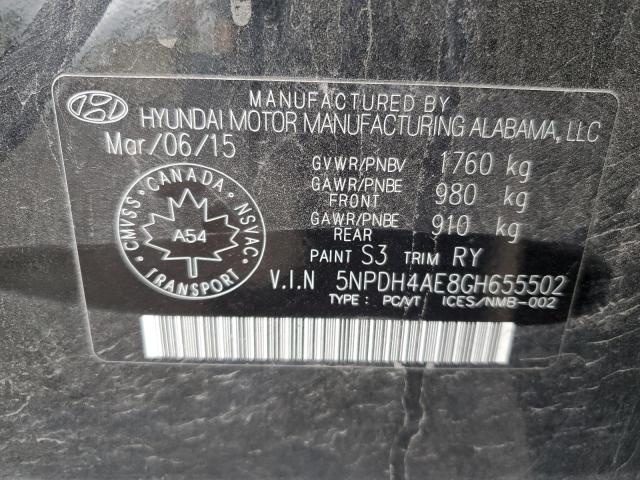 MANUFACTURED BY
HYUNDAI MOTOR MANUFACTURING ALABAMA, LLC
Mar/06/15
GVWR/PNBV 1760 kg
GAWR/PNBE FRONT 980 kg
GAWR/PNBE REAR 910 kg
PAINT S3 TRIM RY
V.I.N 5NPDH4AE8GH655502
TYPE : PC/VT ICES/NMB-002
CANADA
CMVSS
NSVAC
A54
TRANSPORT